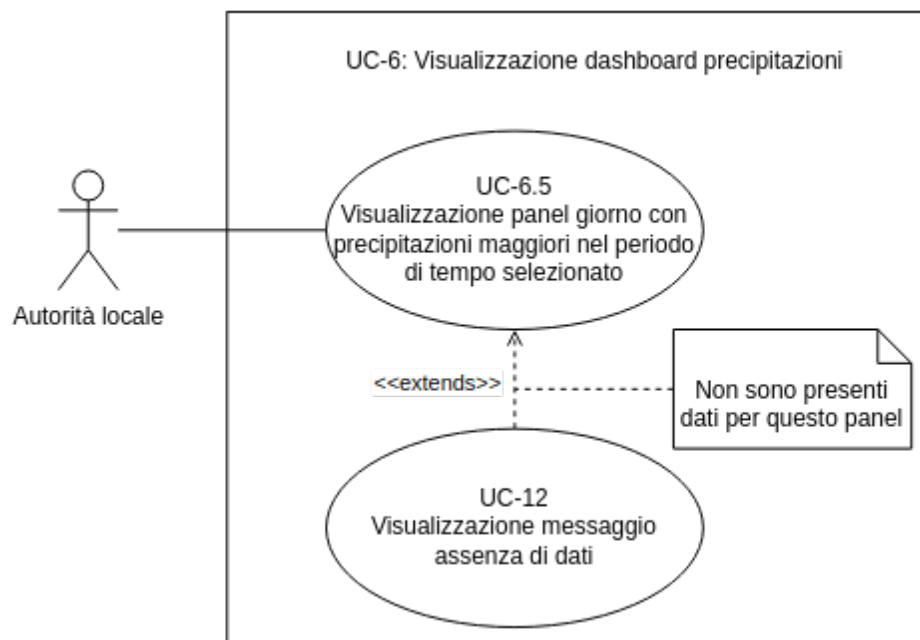 UC-6: Visualizzazione dashboard precipitazioni
UC-6.5
Visualizzazione panel giorno con
precipitazioni maggiori nel periodo
di tempo selezionato
Autorità locale
<<extends>>
Non sono presenti
dati per questo panel
UC-12
Visualizzazione messaggio
assenza di dati